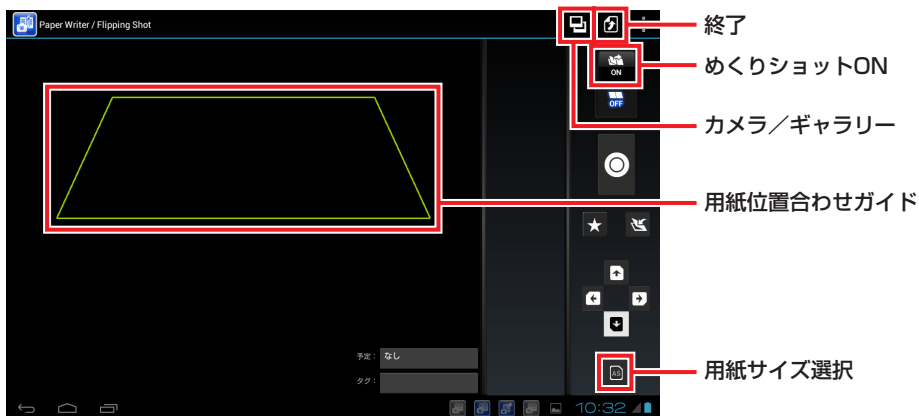 Paper Writer / Flipping Shot
終了
ON
めくりショットON
OFF
カメラ／ギャラリー
用紙位置合わせガイド
予定： なし
A5
用紙サイズ選択
タグ：
10:32